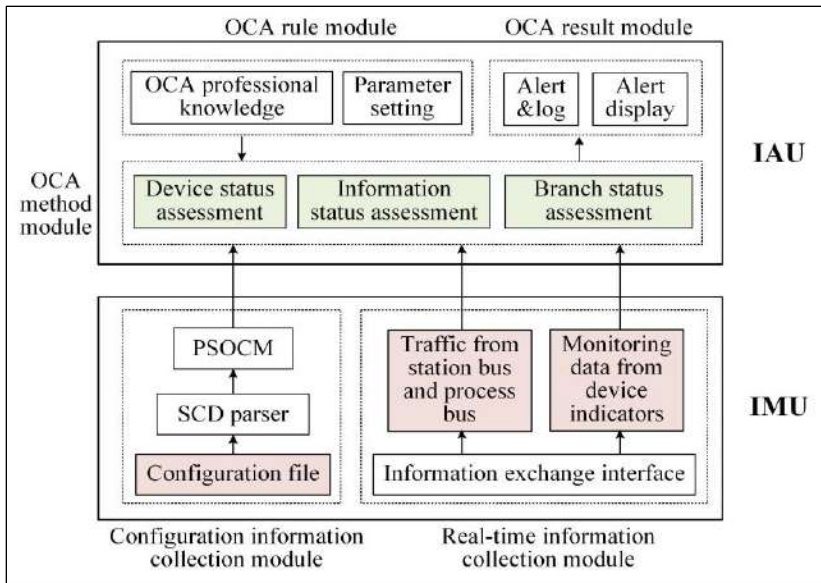 OCA rule module
OCA result module
OCA professional
knowledge
Parameter
setting
Alert
&log
Alert
display
IAU
OCA
method
module
Device status
assessment
Information
status assessment
Branch status
assessment
PSOCM
SCD parser
Configuration file
Traffic from
station bus
and process
bus
Monitoring
data from
device
indicators
Information exchange interface
IMU
Configuration information
collection module
Real-time information
collection module